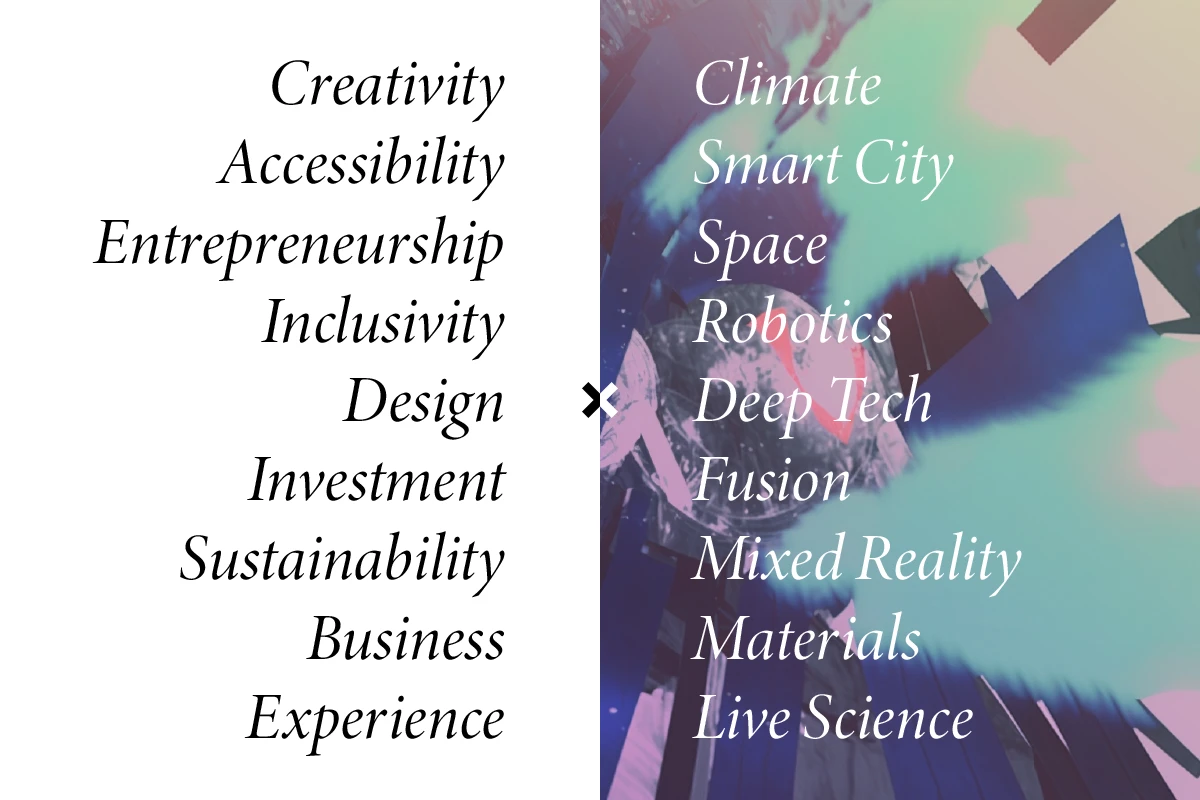 Creativity
Accessibility
Entrepreneurship
Inclusivity
Design
Investment
Sustainability
Business
Experience
×
Climate
Smart City
Space
Robotics
Deep Tech
Fusion
Mixed Reality
Materials
Live Science